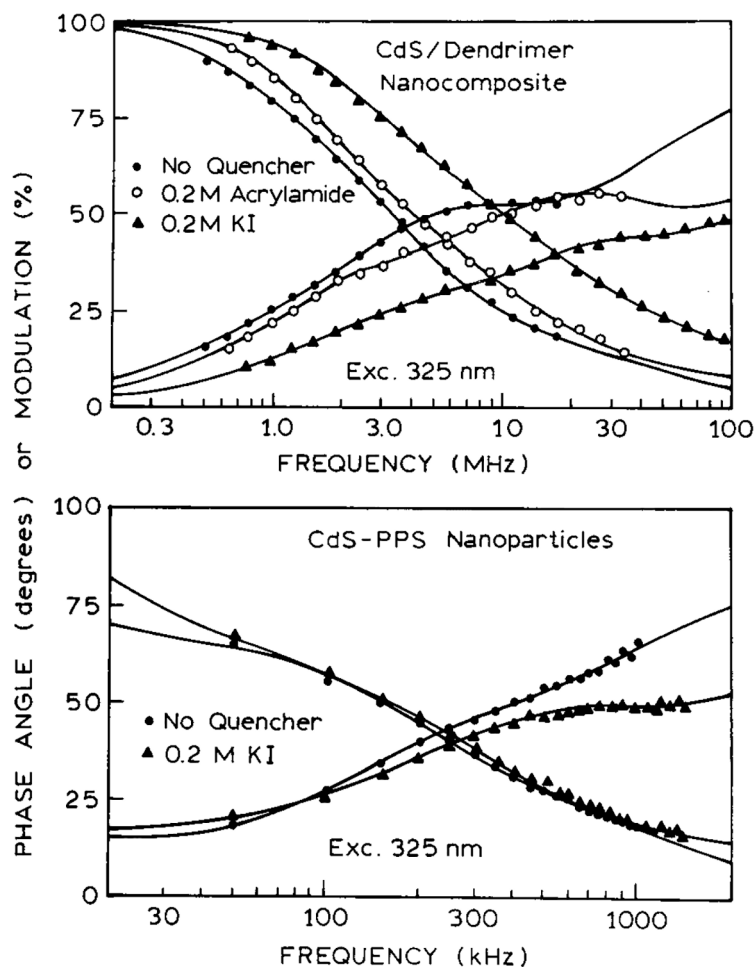 PHASE ANGLE (degrees) or MODULATION (%)
100
75
50
25
0
CdS/Dendrimer
Nanocomposite
No Quencher
0.2M Acrylamide
0.2M KI
Exc. 325 nm
0.3
1.0
3.0
10
30
100
FREQUENCY (MHz)
100
75
50
25
0
CdS-PPS Nanoparticles
No Quencher
0.2 M KI
Exc. 325 nm
30
100
300
1000
FREQUENCY (kHz)